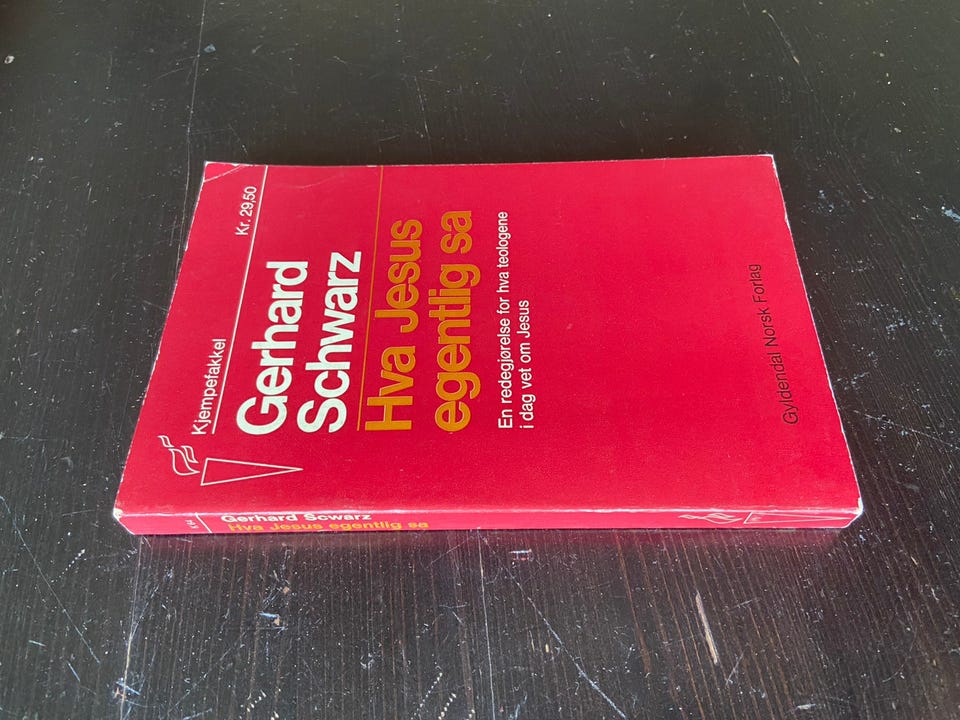 Kjempefakkel
Kr. 29,50
Gerhard
Schwarz
Hva Jesus
egentlig sa
En redegjørelse for hva teologene
i dag vet om Jesus
Gyldendal Norsk Forlag
Gerhard Scwarz
Hva Jesus egentlig sa